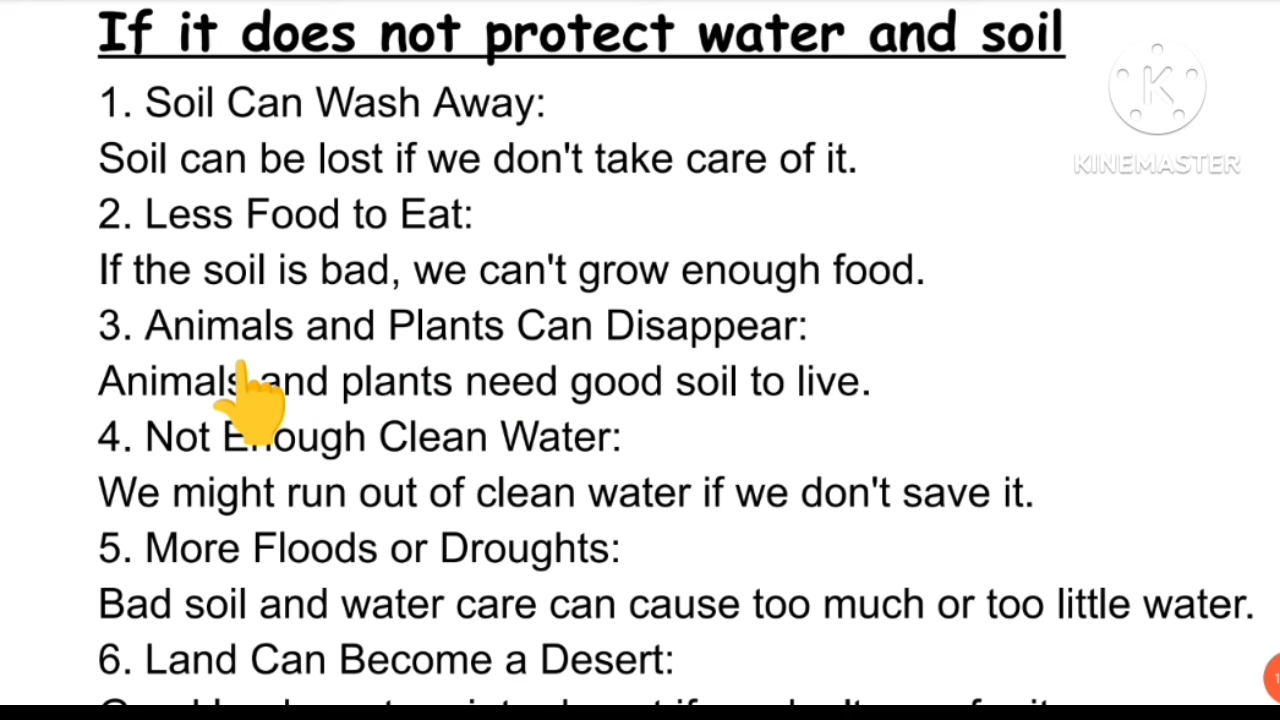 If it does not protect water and soil
1. Soil Can Wash Away:
Soil can be lost if we don't take care of it.
2. Less Food to Eat:
If the soil is bad, we can't grow enough food.
3. Animals and Plants Can Disappear:
Animals and plants need good soil to live.
4. Not Enough Clean Water:
We might run out of clean water if we don't save it.
5. More Floods or Droughts:
Bad soil and water care can cause too much or too little water.
6. Land Can Become a Desert:
K
KINEMASTER